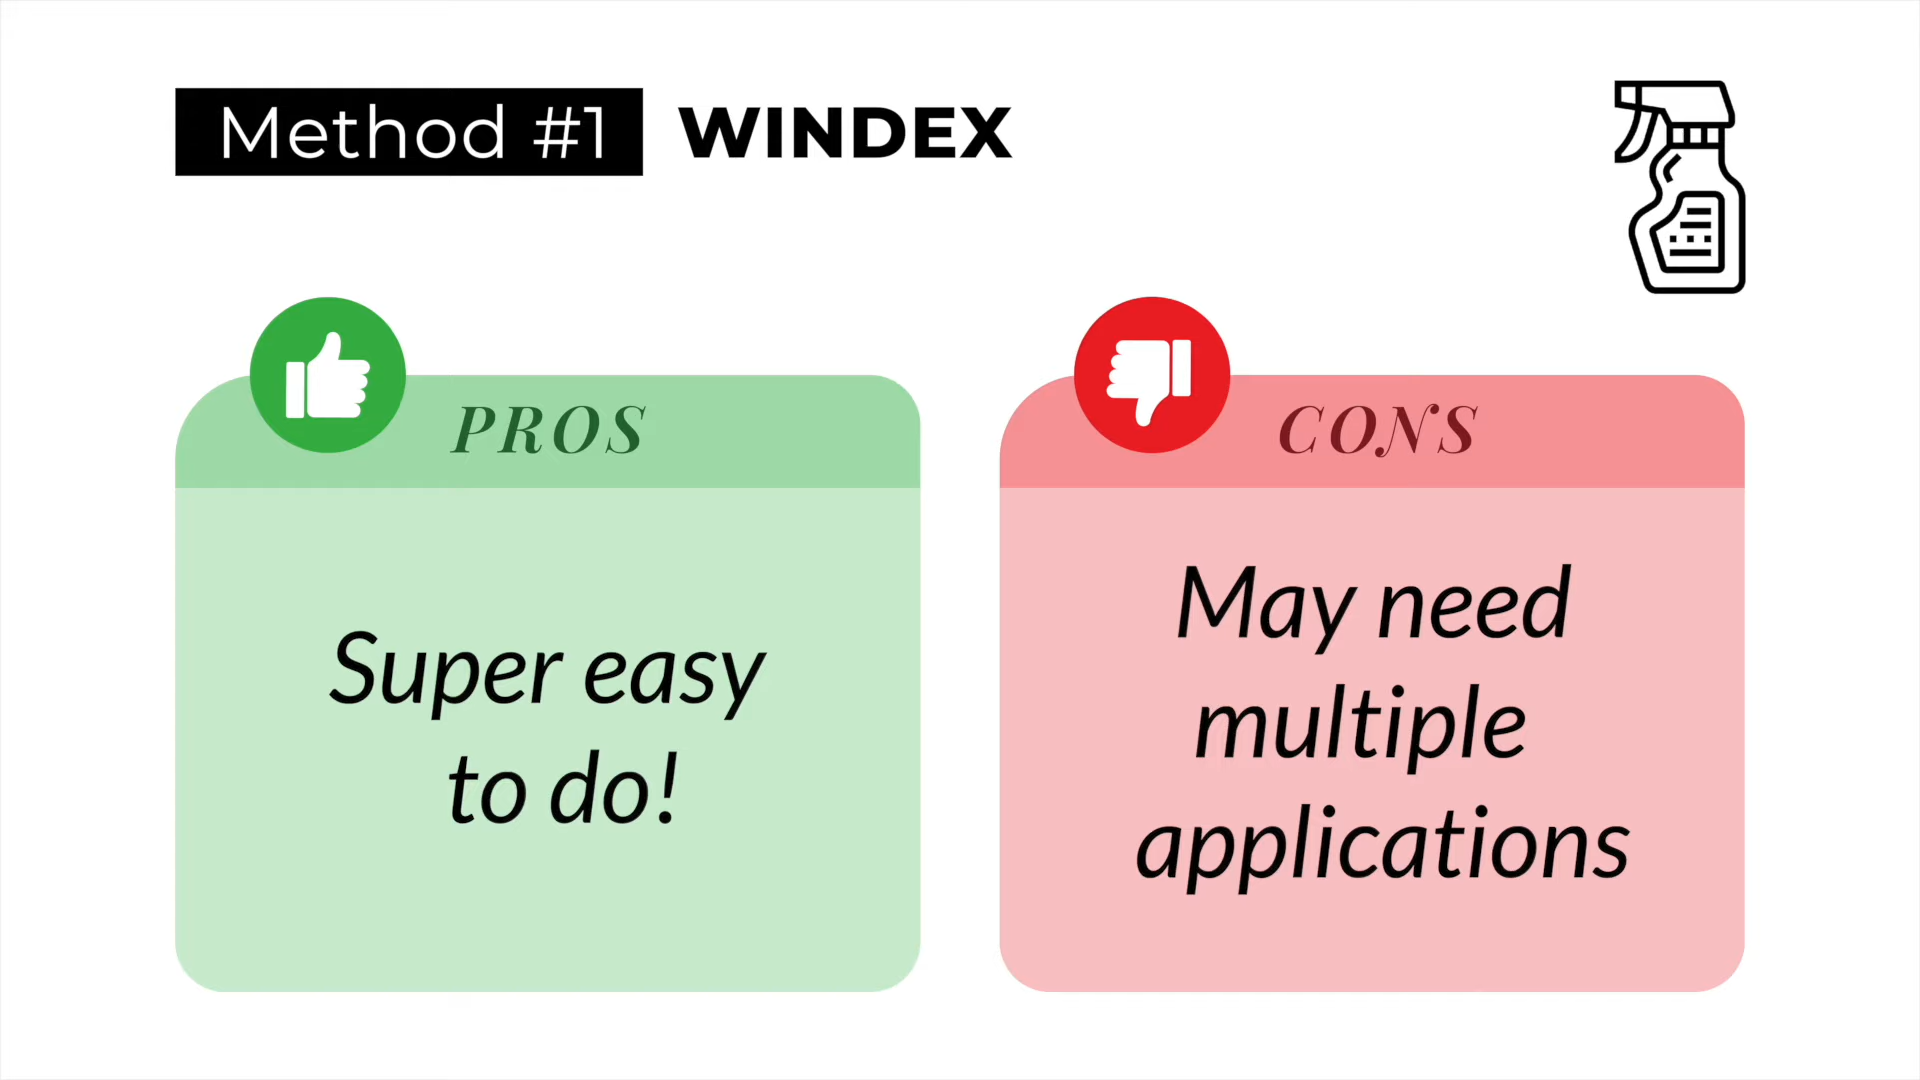 Method #1 WINDEX
PROS
Super easy
to do!
CONS
May need
multiple
applications